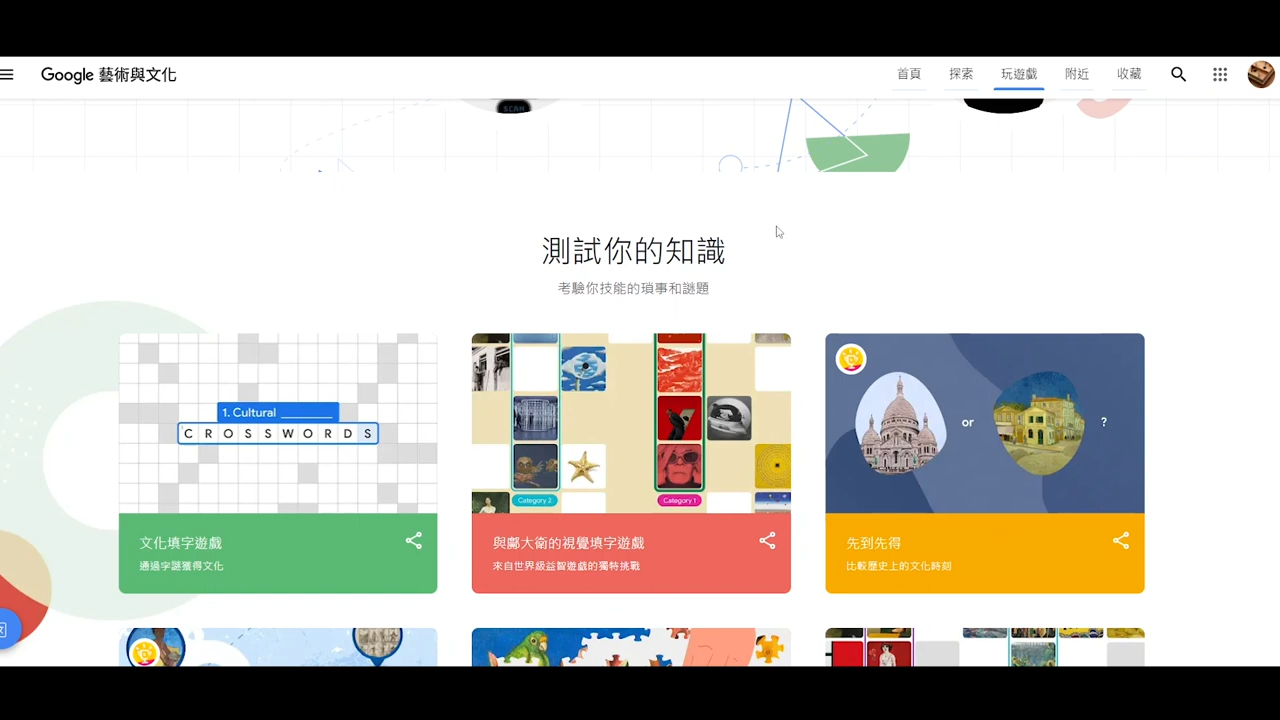 Google 藝術與文化
首頁
探索
玩遊戲
附近
收藏
SCAN
測試你的知識
考驗你技能的瑣事和謎題
1. Cultural ________
C R O S S W O R D S
Category 2
Category 1
or
?
文化填字遊戲
通過字謎獲得文化
與鄺大衛的視覺填字遊戲
來自世界級益智遊戲的獨特挑戰
先到先得
比較歷史上的文化時刻
文